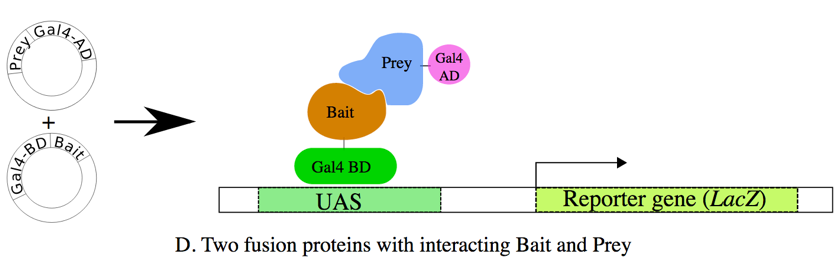 Prey Gal4-AD
+
Gal4-BD Bait
Prey
Gal4
AD
Bait
Gal4 BD
UAS
Reporter gene (LacZ)
D. Two fusion proteins with interacting Bait and Prey